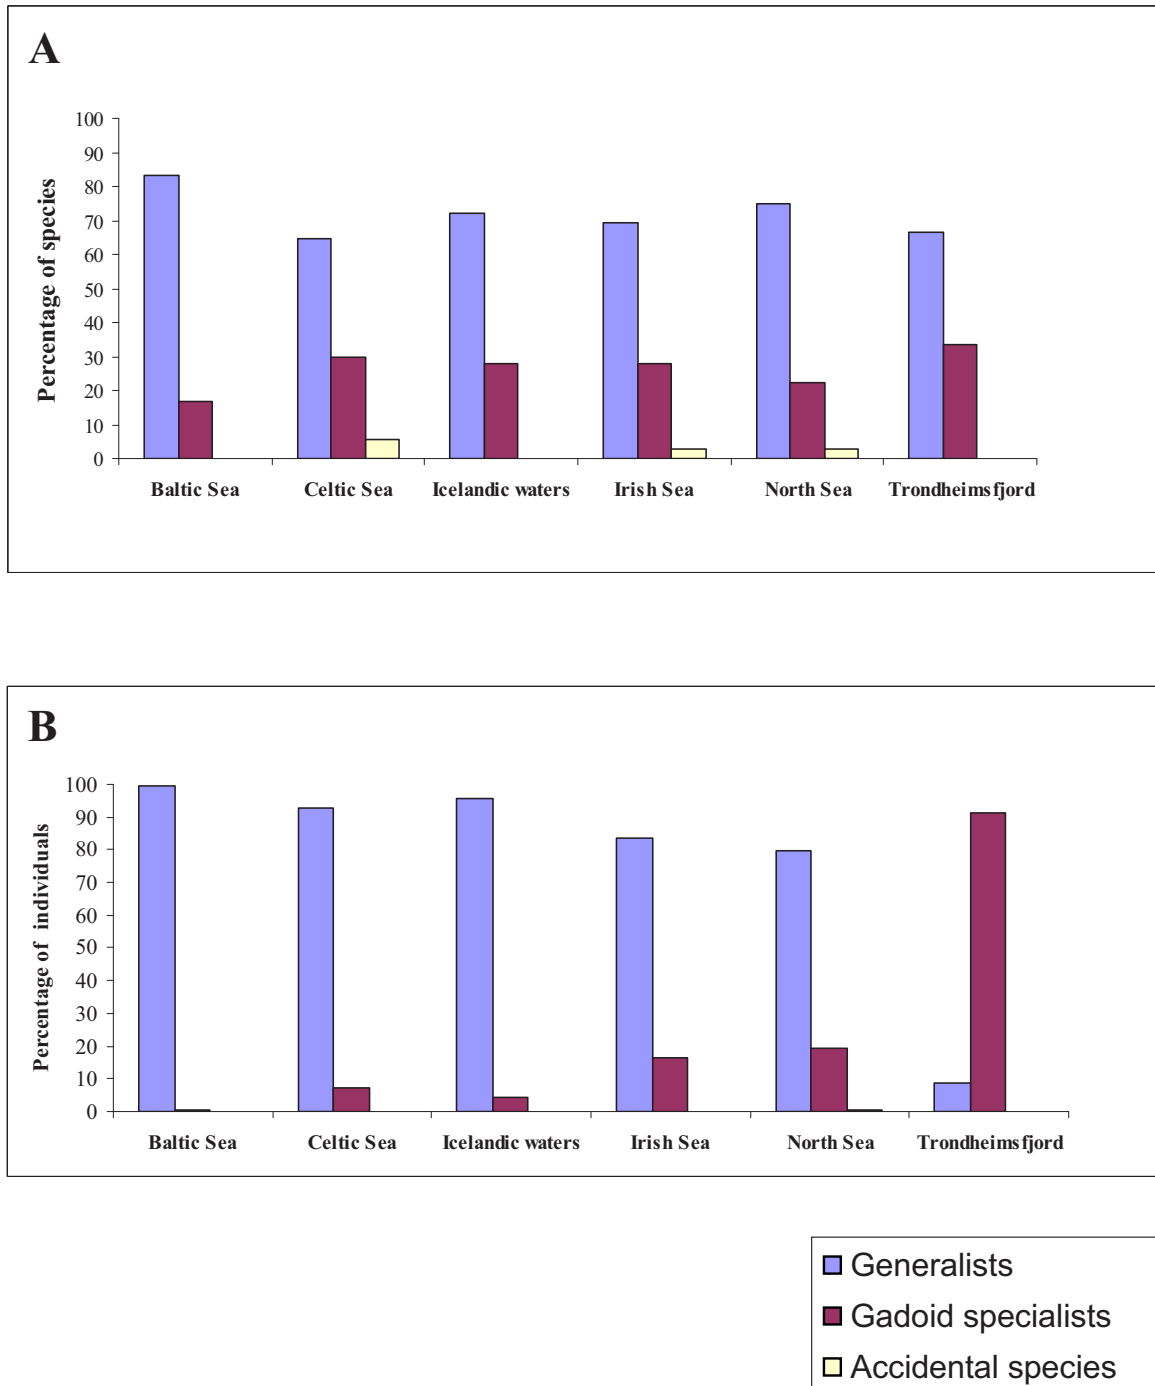 A
Percentage of species
100
90
80
70
60
50
40
30
20
10
0
Baltic Sea Celtic Sea Icelandic waters Irish Sea North Sea Trondheimsfjord
B
Percentage of individuals
100
90
80
70
60
50
40
30
20
10
0
Baltic Sea Celtic Sea Icelandic waters Irish Sea North Sea Trondheimsfjord
Generalists
Gadoid specialists
Accidental species